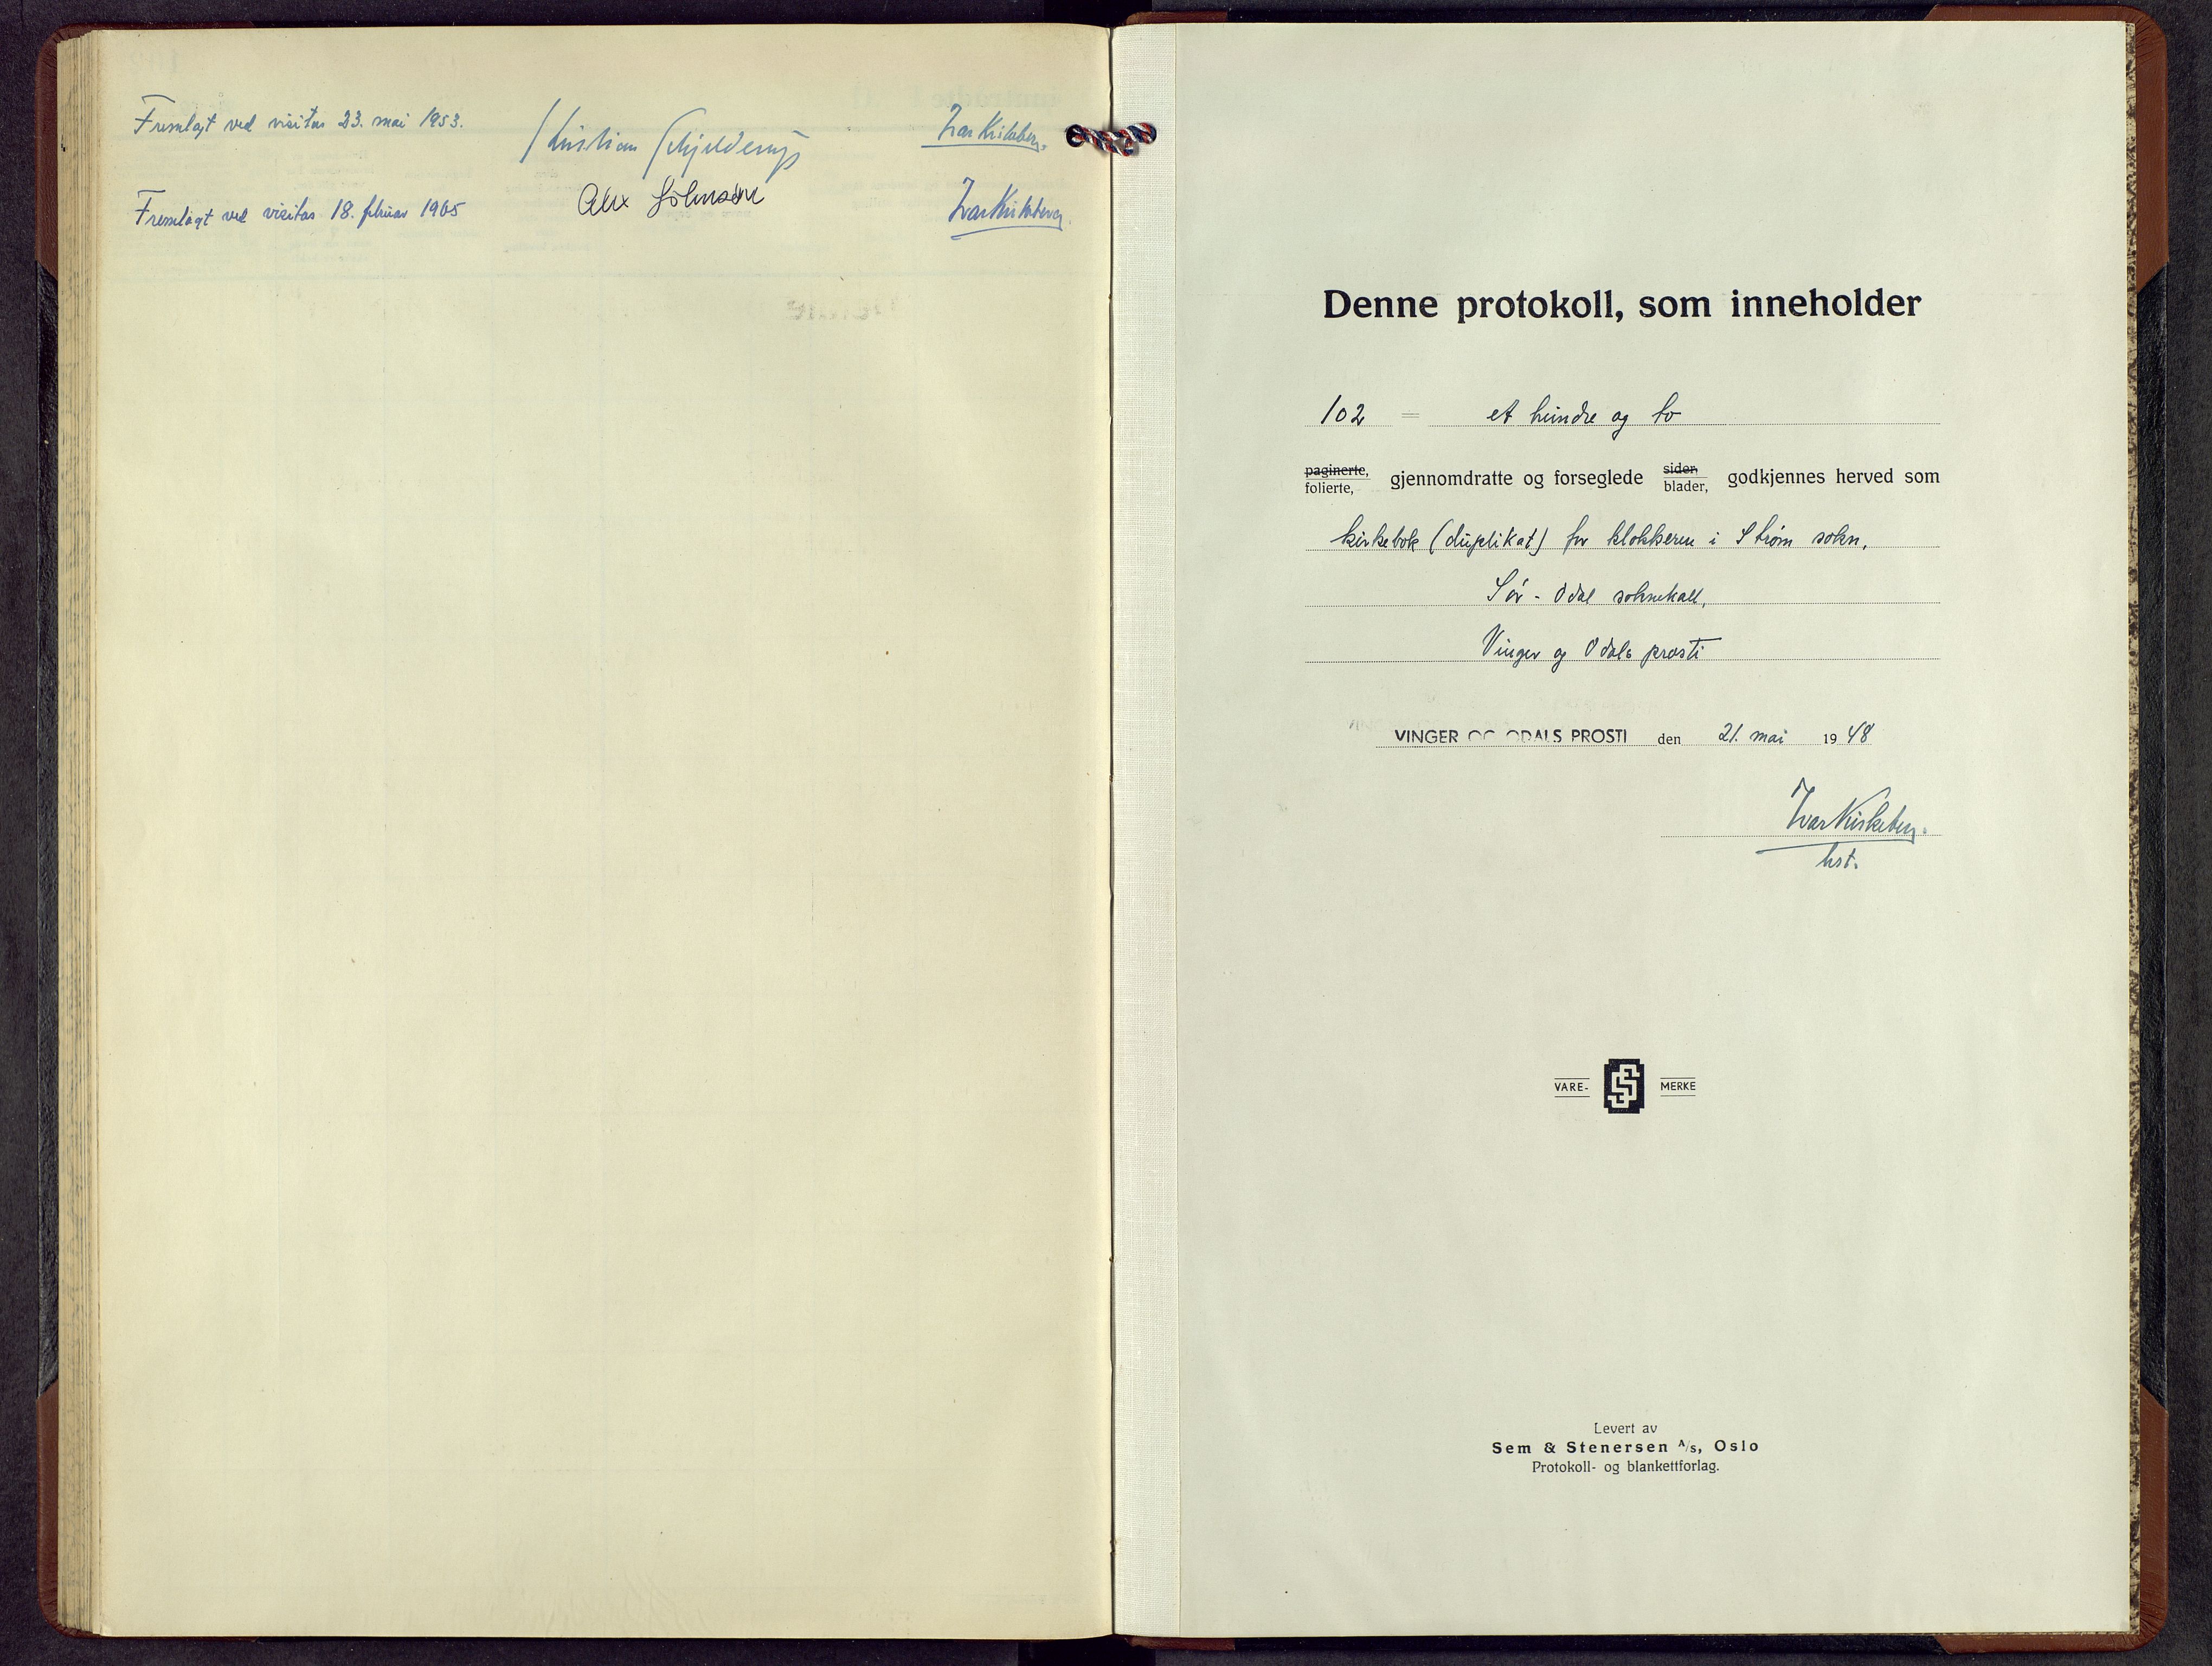 Fremlagt ved visitas 23. mai 1953.
Kristian Schjelderup
Ivar Kirkeberg.
Fremlagt ved visitas 18. februar 1965
Alex Johnson
Ivar Kirkeberg.
Denne protokoll, som inneholder
102 = et hundre og to
paginerte, folierte, gjennomdratte og forseglede sider, blader, godkjennes herved som
kirkebok (duplikat) for klokkeren i Strøm sokn,
Sør-Odal soknekall,
Vinger og Odals prosti
VINGER OG ODALS PROSTI den 21. mai 1948
Ivar Kirkeberg.
kst.
VARE- MERKE
Levert av
Sem & Stenersen A/s, Oslo
Protokoll- og blankettforlag.